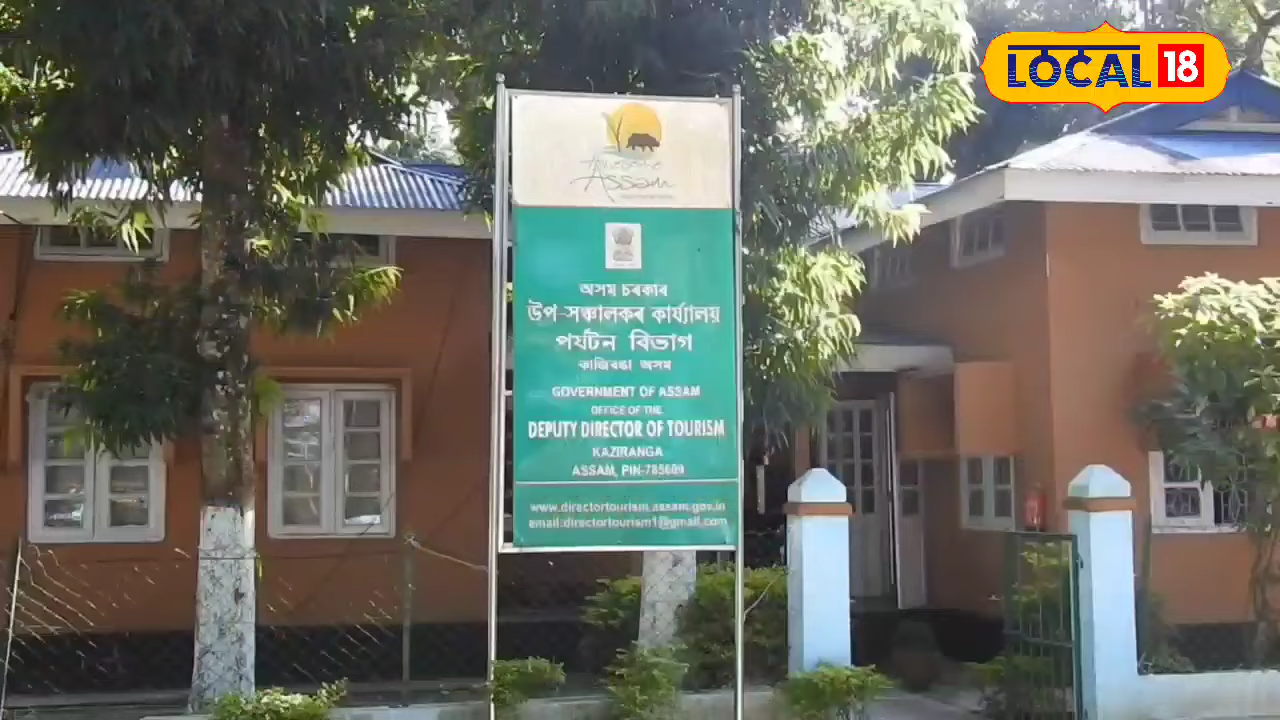 LOCAL 18
Awesome
Assam
অসম চৰকাৰ
উপ-সঞ্চালকৰ কাৰ্য্যালয়
পৰ্যটন বিভাগ
কাজিৰঙা অসম
GOVERNMENT OF ASSAM
OFFICE OF THE
DEPUTY DIRECTOR OF TOURISM
KAZIRANGA
ASSAM, PIN-785609
www.directortourism.assam.gov.in
email.directortourism1@gmail.com